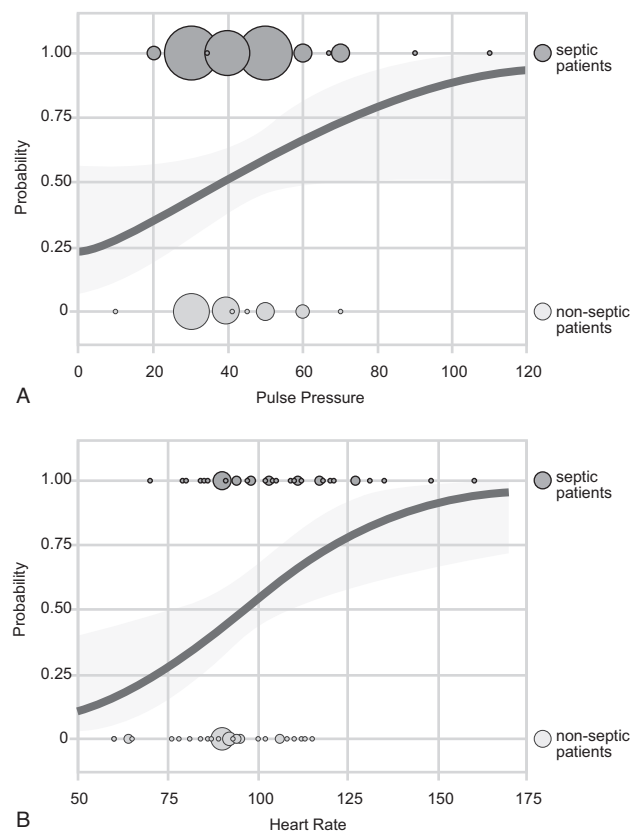 1.00
septic
patients
0.75
Probability
0.50
0.25
0
non-septic
patients
0 20 40 60 80 100 120
A
Pulse Pressure
1.00
septic
patients
0.75
Probability
0.50
0.25
0
non-septic
patients
50 75 100 125 150 175
B
Heart Rate